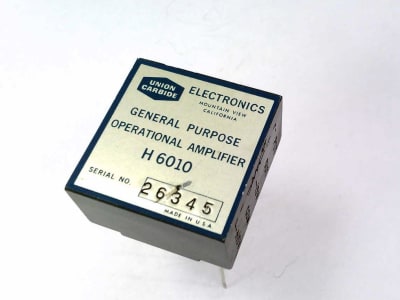 UNION
CARBIDE
ELECTRONICS
MOUNTAIN VIEW
CALIFORNIA
GENERAL PURPOSE
OPERATIONAL AMPLIFIER
H 6010
SERIAL NO. 26345
MADE IN U.S.A.